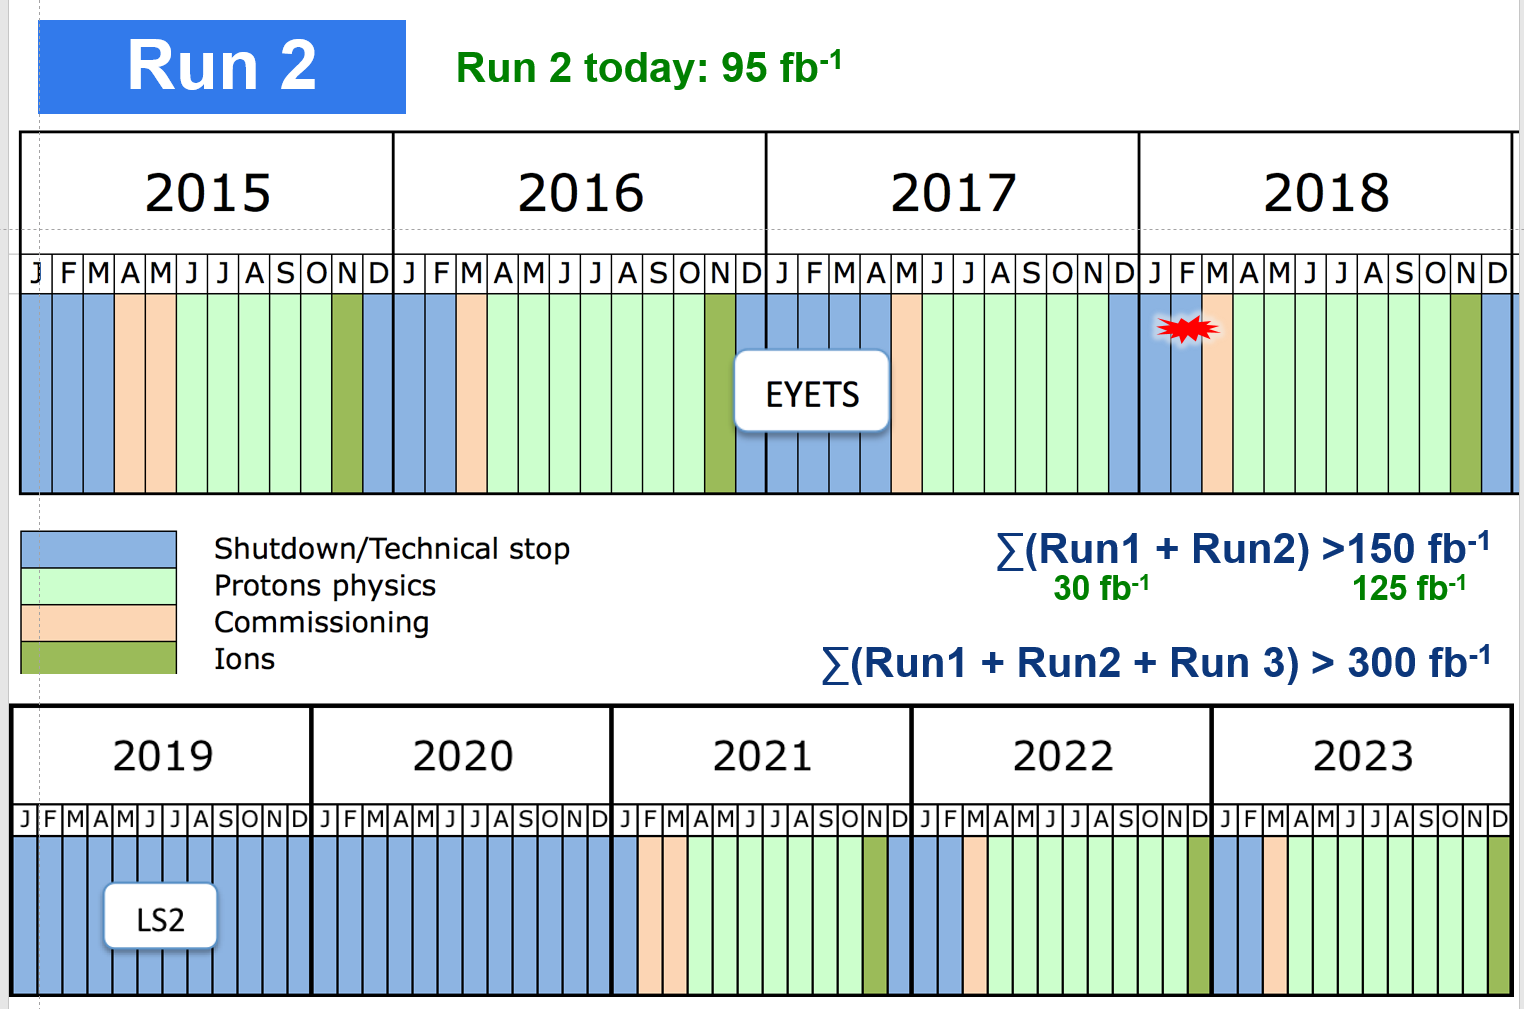 Run 2
Run 2 today: 95 fb-1
2015 2016 2017 2018
J F M A M J J A S O N D J F M A M J J A S O N D J F M A M J J A S O N D J F M A M J J A S O N D
EYETS
Shutdown/Technical stop
Protons physics
Commissioning
Ions
∑(Run1 + Run2) >150 fb-1
30 fb-1 125 fb-1
∑(Run1 + Run2 + Run 3) > 300 fb-1
2019 2020 2021 2022 2023
J F M A M J J A S O N D J F M A M J J A S O N D J F M A M J J A S O N D J F M A M J J A S O N D J F M A M J J A S O N D
LS2